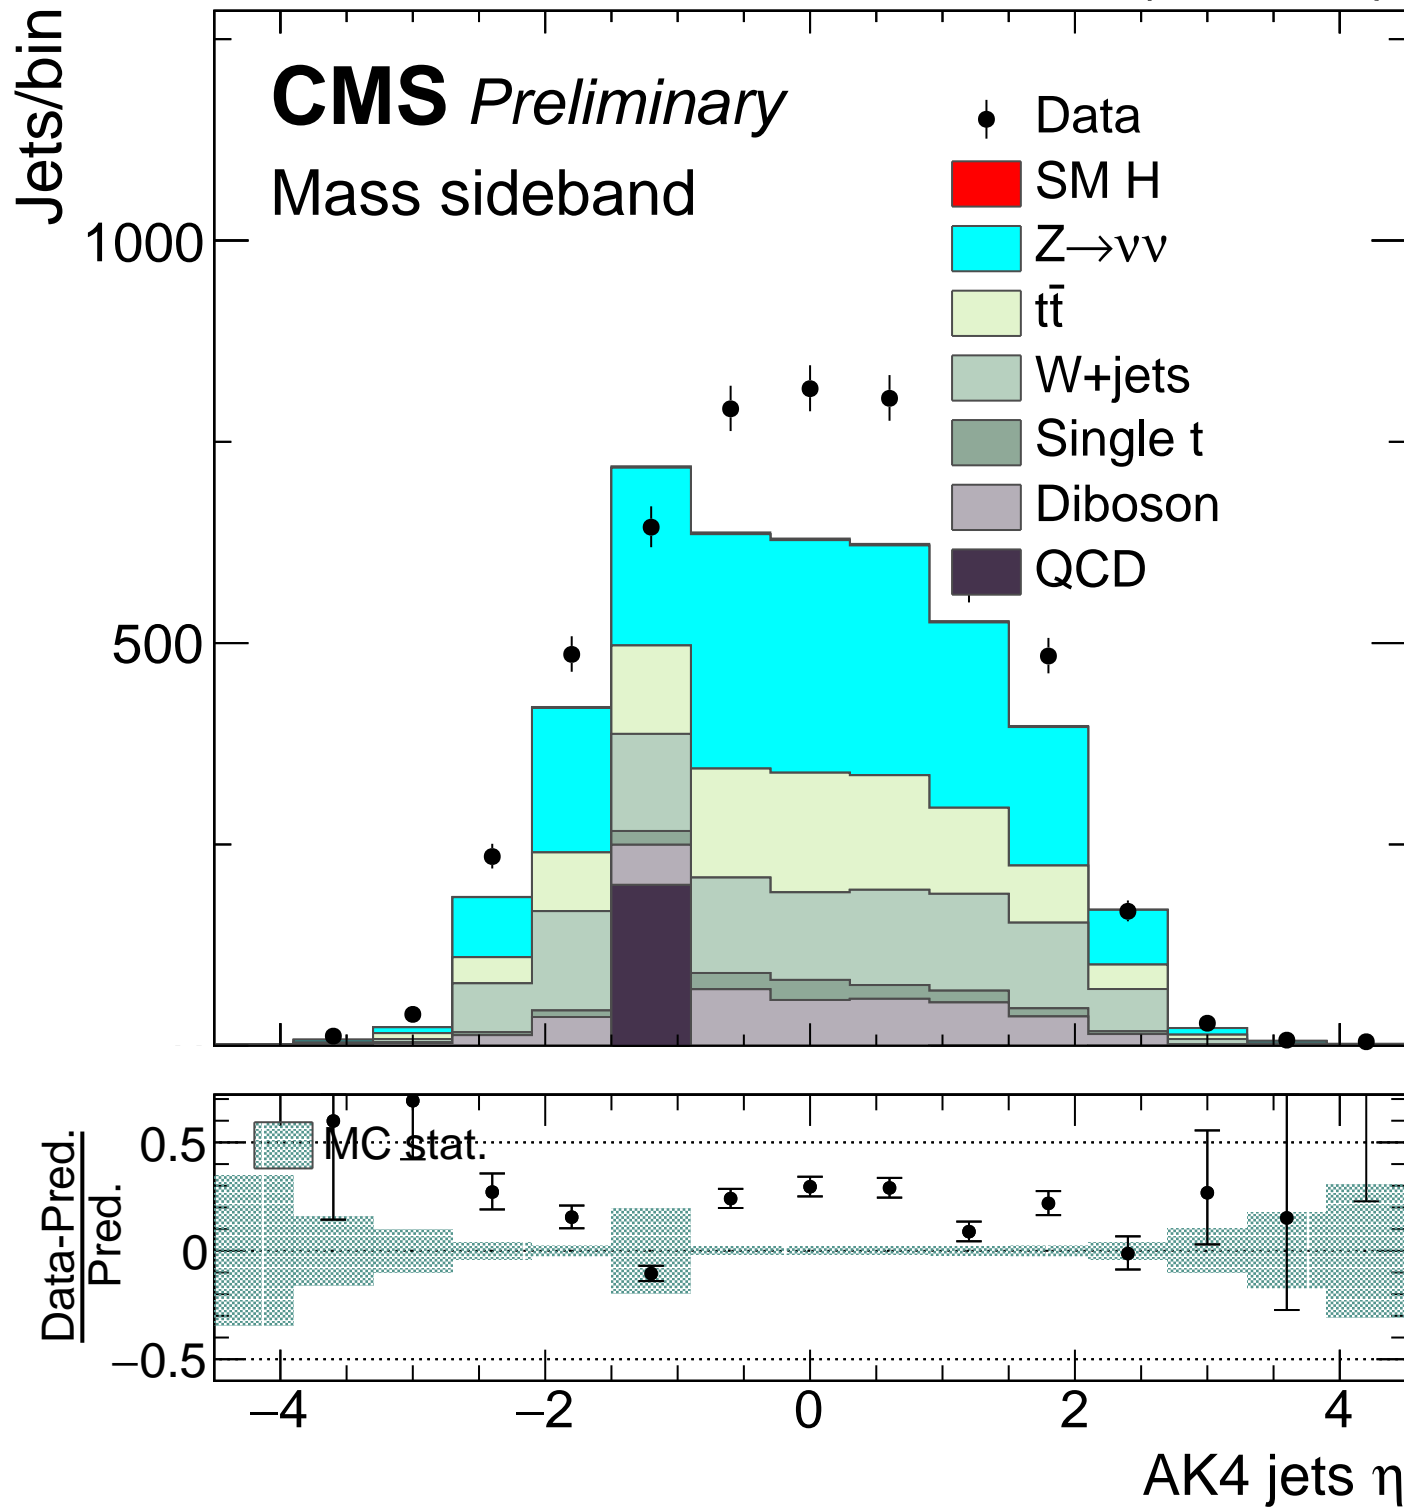 Jets/bin
CMS Preliminary
Mass sideband
Data
SM H
Z→νν
tt̄
W+jets
Single t
Diboson
QCD
1000
500
Data-Pred.
Pred.
MC stat.
0.5
0
−0.5
−4
−2
0
2
4
AK4 jets η